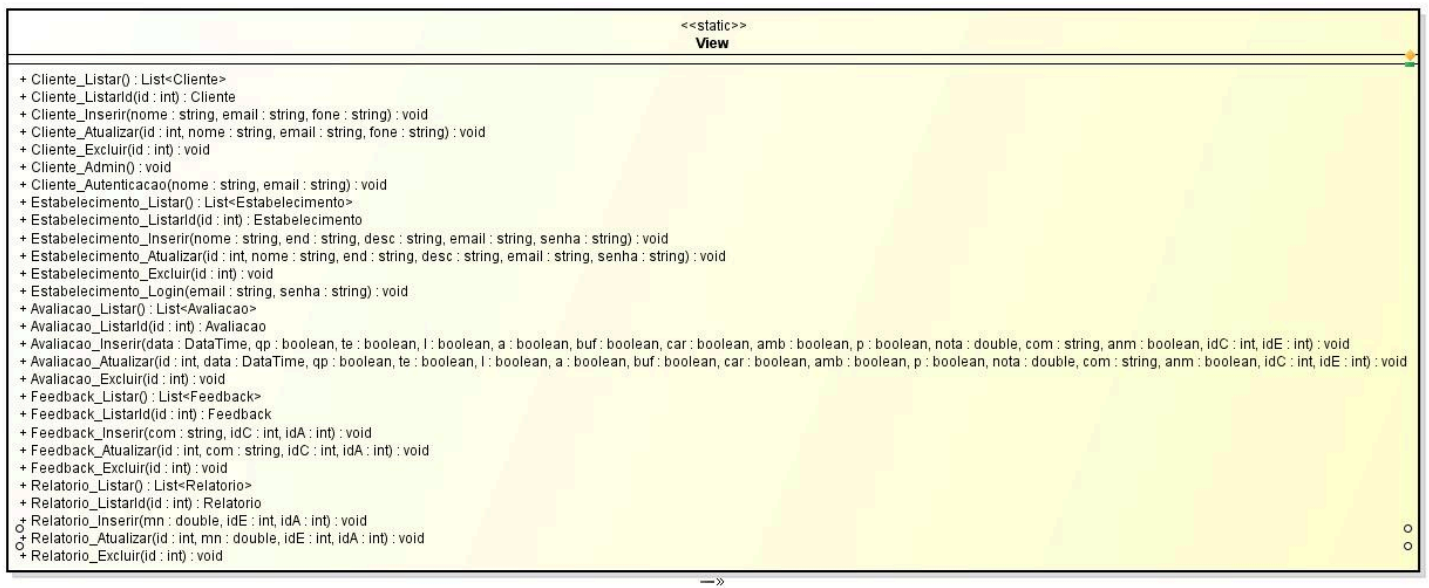 <<static>>
View
+ Cliente_Listar() : List<Cliente>
+ Cliente_ListarId(id : int) : Cliente
+ Cliente_Inserir(nome : string, email : string, fone : string) : void
+ Cliente_Atualizar(id : int, nome : string, email : string, fone : string) : void
+ Cliente_Excluir(id : int) : void
+ Cliente_Admin() : void
+ Cliente_Autenticacao(nome : string, email : string) : void
+ Estabelecimento_Listar() : List<Estabelecimento>
+ Estabelecimento_ListarId(id : int) : Estabelecimento
+ Estabelecimento_Inserir(nome : string, end : string, desc : string, email : string, senha : string) : void
+ Estabelecimento_Atualizar(id : int, nome : string, end : string, desc : string, email : string, senha : string) : void
+ Estabelecimento_Excluir(id : int) : void
+ Estabelecimento_Login(email : string, senha : string) : void
+ Avaliacao_Listar() : List<Avaliacao>
+ Avaliacao_ListarId(id : int) : Avaliacao
+ Avaliacao_Inserir(data : DataTime, qp : boolean, te : boolean, l : boolean, a : boolean, buf : boolean, car : boolean, amb : boolean, p : boolean, nota : double, com : string, anm : boolean, idC : int, idE : int) : void
+ Avaliacao_Atualizar(id : int, data : DataTime, qp : boolean, te : boolean, l : boolean, a : boolean, buf : boolean, car : boolean, amb : boolean, p : boolean, nota : double, com : string, anm : boolean, idC : int, idE : int) : void
+ Avaliacao_Excluir(id : int) : void
+ Feedback_Listar() : List<Feedback>
+ Feedback_ListarId(id : int) : Feedback
+ Feedback_Inserir(com : string, idC : int, idA : int) : void
+ Feedback_Atualizar(id : int, com : string, idC : int, idA : int) : void
+ Feedback_Excluir(id : int) : void
+ Relatorio_Listar() : List<Relatorio>
+ Relatorio_ListarId(id : int) : Relatorio
+ Relatorio_Inserir(mn : double, idE : int, idA : int) : void
+ Relatorio_Atualizar(id : int, mn : double, idE : int, idA : int) : void
+ Relatorio_Excluir(id : int) : void